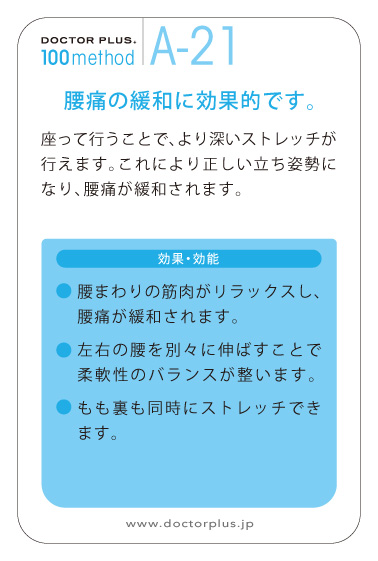 DOCTOR PLUS.
100method
A-21
腰痛の緩和に効果的です。
座って行うことで、より深いストレッチが
行えます。これにより正しい立ち姿勢に
なり、腰痛が緩和されます。
効果・効能
● 腰まわりの筋肉がリラックスし、
腰痛が緩和されます。
● 左右の腰を別々に伸ばすことで
柔軟性のバランスが整います。
● もも裏も同時にストレッチでき
ます。
www.doctorplus.jp